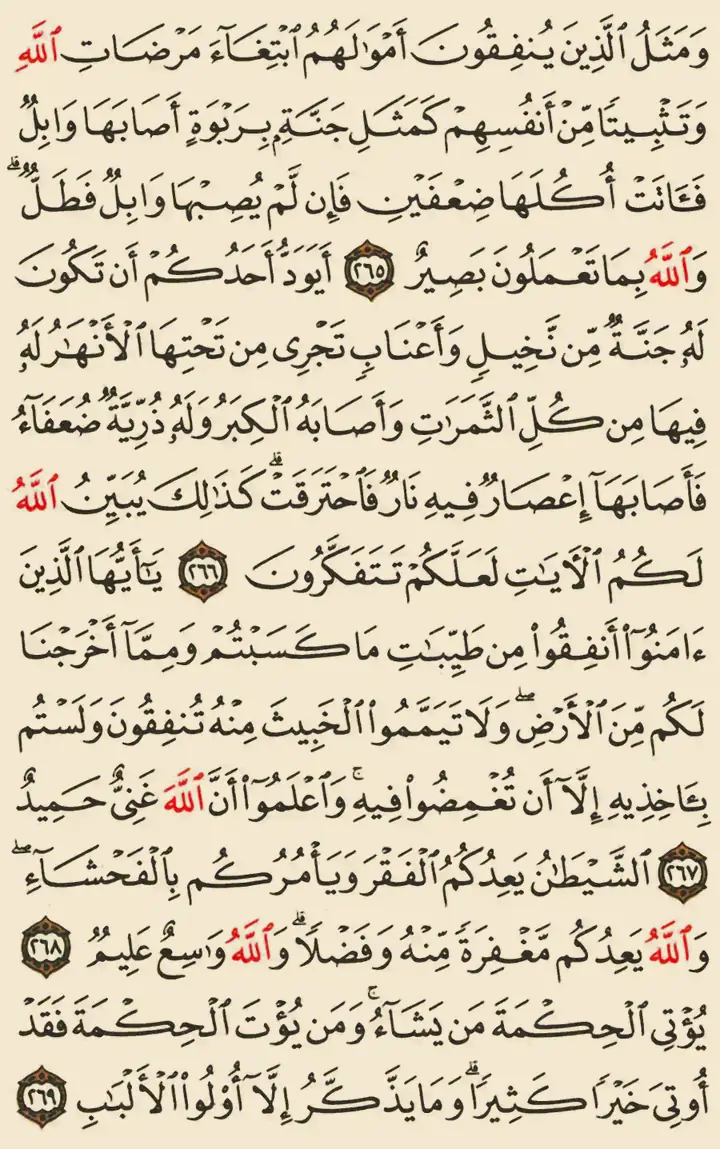 وَمَثَلُ ٱلَّذِينَ يُنفِقُونَ أَمۡوَٰلَهُمُ ٱبۡتِغَآءَ مَرۡضَاتِ ٱللَّهِ
وَتَثۡبِيتٗا مِّنۡ أَنفُسِهِمۡ كَمَثَلِ جَنَّةِۭ بِرَبۡوَةٍ أَصَابَهَا وَابِلٞ
فَـَٔاتَتۡ أُكُلَهَا ضِعۡفَيۡنِ فَإِن لَّمۡ يُصِبۡهَا وَابِلٞ فَطَلّٞۗ
وَٱللَّهُ بِمَا تَعۡمَلُونَ بَصِيرٌ ٢٦٥ أَيَوَدُّ أَحَدُكُمۡ أَن تَكُونَ
لَهُۥ جَنَّةٞ مِّن نَّخِيلٖ وَأَعۡنَابٖ تَجۡرِي مِن تَحۡتِهَا ٱلۡأَنۡهَٰرُ لَهُۥ
فِيهَا مِن كُلِّ ٱلثَّمَرَٰتِ وَأَصَابَهُ ٱلۡكِبَرُ وَلَهُۥ ذُرِّيَّةٞ ضُعَفَآءُ
فَأَصَابَهَآ إِعۡصَارٞ فِيهِ نَارٞ فَٱحۡتَرَقَتۡۗ كَذَٰلِكَ يُبَيِّنُ ٱللَّهُ
لَكُمُ ٱلۡأٓيَٰتِ لَعَلَّكُمۡ تَتَفَكَّرُونَ ٢٦٦ يَٰٓأَيُّهَا ٱلَّذِينَ
ءَامَنُوٓاْ أَنفِقُواْ مِن طَيِّبَٰتِ مَا كَسَبۡتُمۡ وَمِمَّآ أَخۡرَجۡنَا
لَكُم مِّنَ ٱلۡأَرۡضِۖ وَلَا تَيَمَّمُواْ ٱلۡخَبِيثَ مِنۡهُ تُنفِقُونَ وَلَسۡتُم
بِـَٔاخِذِيهِ إِلَّآ أَن تُغۡمِضُواْ فِيهِۚ وَٱعۡلَمُوٓاْ أَنَّ ٱللَّهَ غَنِيٌّ حَمِيدٌ
٢٦٧ ٱلشَّيۡطَٰنُ يَعِدُكُمُ ٱلۡفَقۡرَ وَيَأۡمُرُكُم بِٱلۡفَحۡشَآءِۖ
وَٱللَّهُ يَعِدُكُم مَّغۡفِرَةٗ مِّنۡهُ وَفَضۡلٗاۗ وَٱللَّهُ وَٰسِعٌ عَلِيمٞ ٢٦٨
يُؤۡتِي ٱلۡحِكۡمَةَ مَن يَشَآءُۚ وَمَن يُؤۡتَ ٱلۡحِكۡمَةَ فَقَدۡ
أُوتِيَ خَيۡرٗا كَثِيرٗاۗ وَمَا يَذَّكَّرُ إِلَّآ أُوْلُواْ ٱلۡأَلۡبَٰبِ ٢٦٩